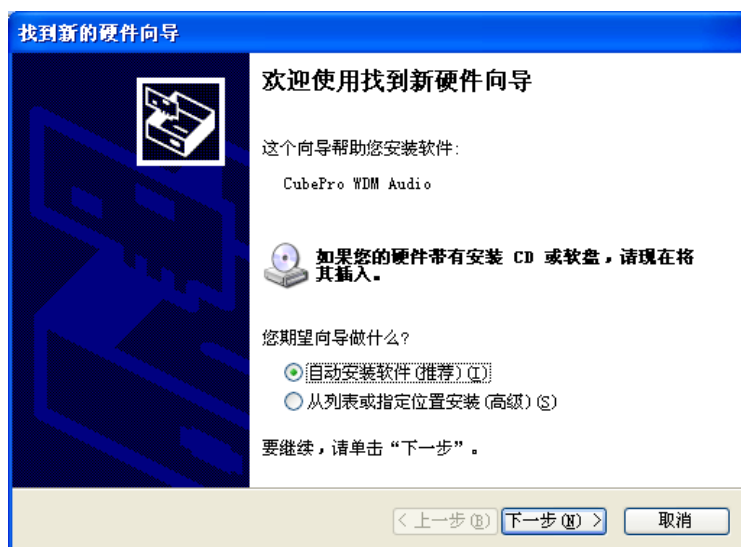 找到新的硬件向导
欢迎使用找到新硬件向导
这个向导帮助您安装软件:
CubePro WDM Audio
如果您的硬件带有安装 CD 或软盘，请现在将
其插入。
您期望向导做什么?
自动安装软件(推荐)(I)
从列表或指定位置安装(高级)(S)
要继续，请单击“下一步”。
< 上一步(B)
下一步(N) >
取消